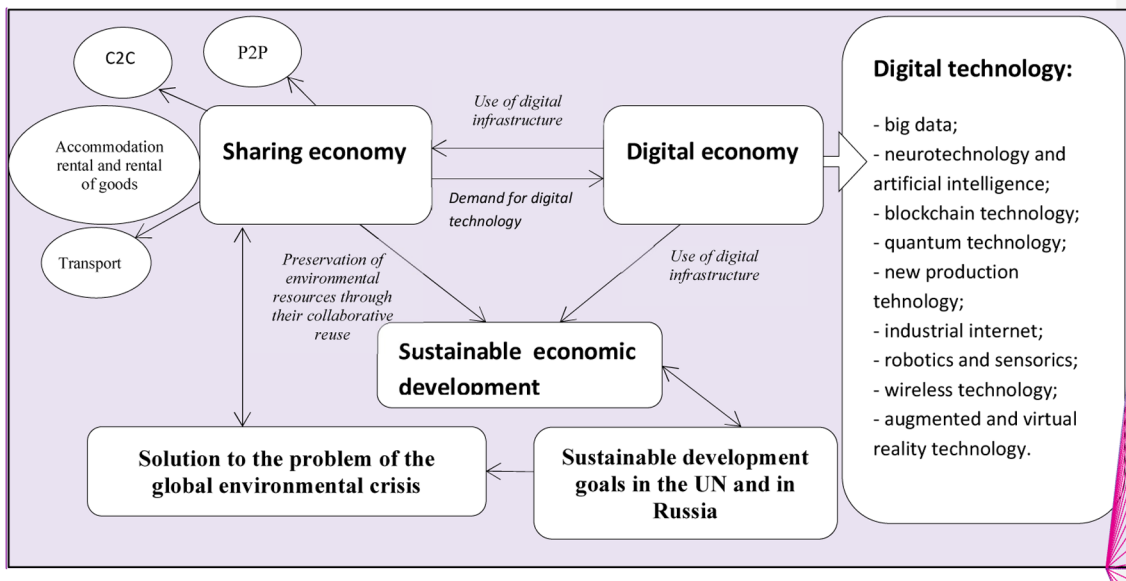 C2C
P2P
Accommodation
rental and rental
of goods
Transport
Sharing economy
Use of digital
infrastructure
Demand for digital
technology
Digital economy
Preservation of
environmental
resources through
their collaborative
reuse
Use of digital
infrastructure
Sustainable economic
development
Solution to the problem of the
global environmental crisis
Sustainable development
goals in the UN and in
Russia
Digital technology:
- big data;
- neurotechnology and
artificial intelligence;
- blockchain technology;
- quantum technology;
- new production
tehnology;
- industrial internet;
- robotics and sensorics;
- wireless technology;
- augmented and virtual
reality technology.